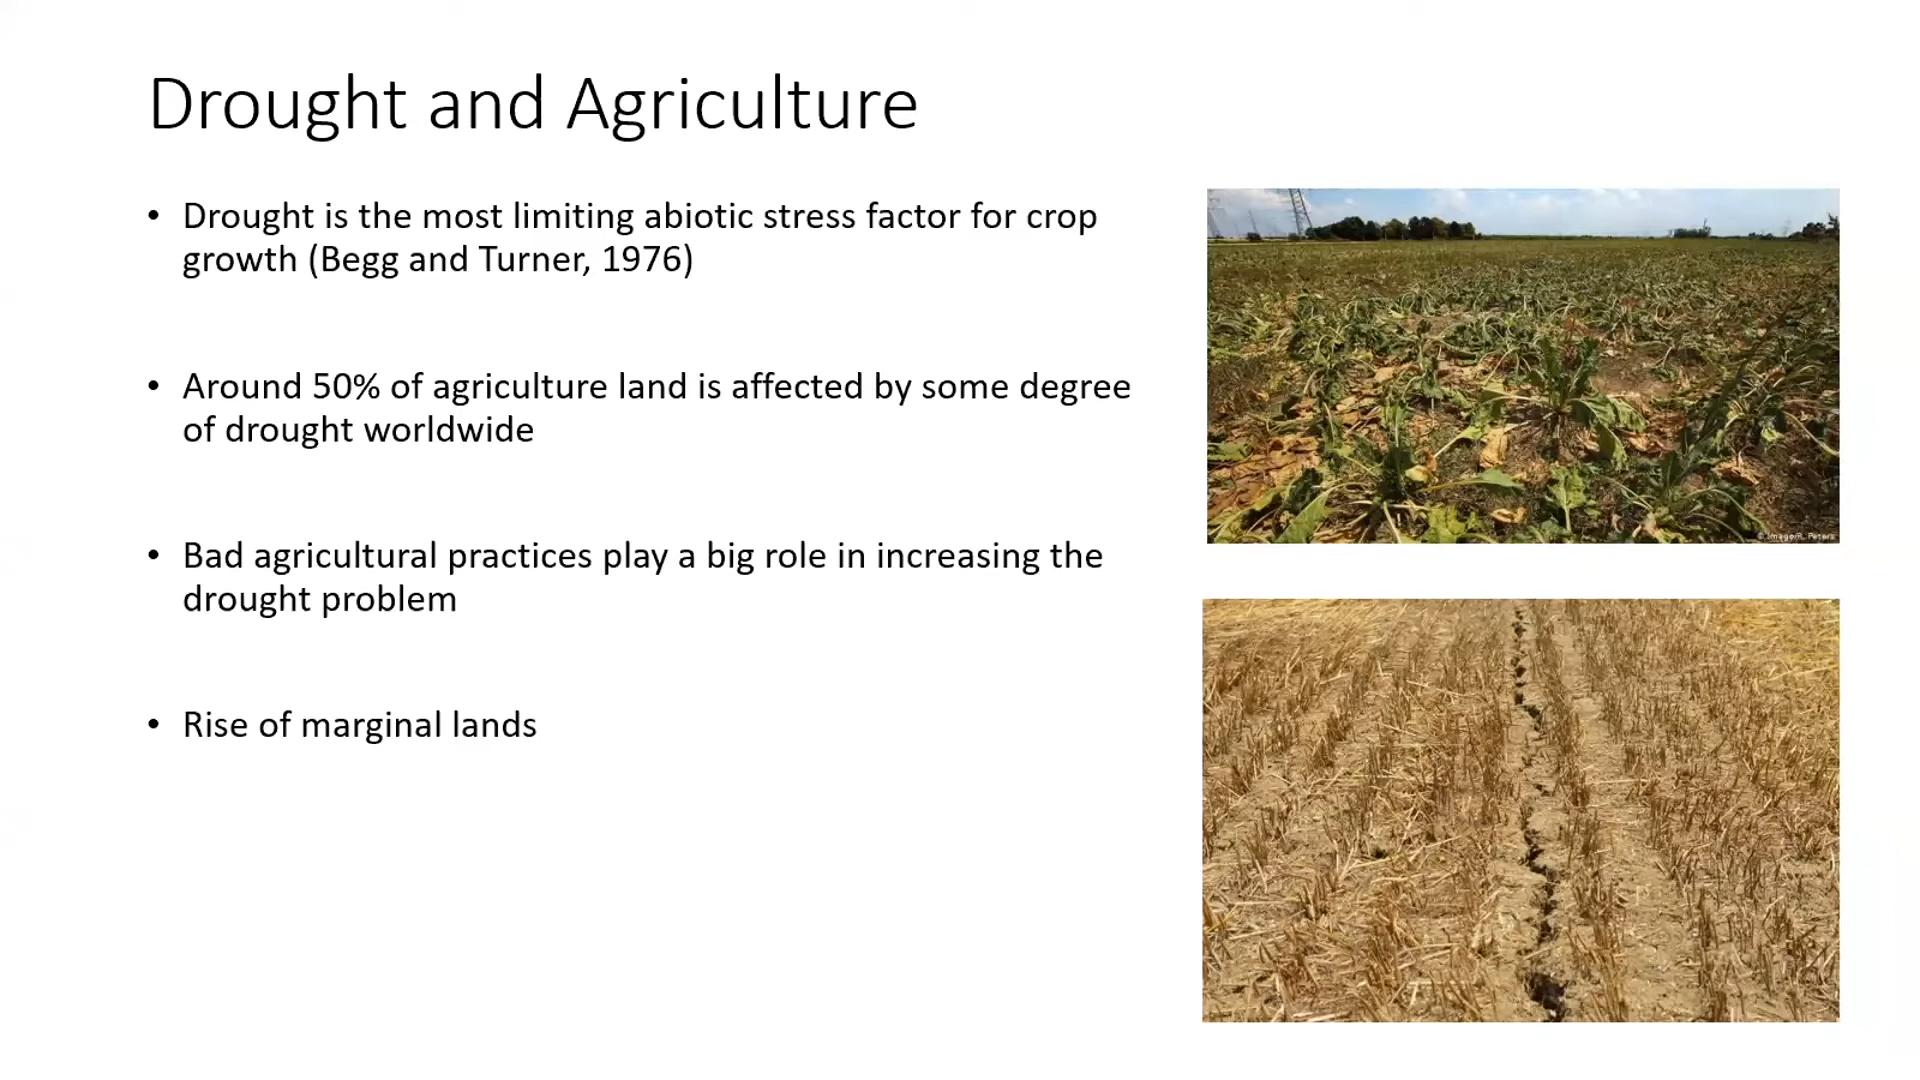 Drought and Agriculture
• Drought is the most limiting abiotic stress factor for crop
growth (Begg and Turner, 1976)
• Around 50% of agriculture land is affected by some degree
of drought worldwide
• Bad agricultural practices play a big role in increasing the
drought problem
• Rise of marginal lands
© Imago/R. Peters